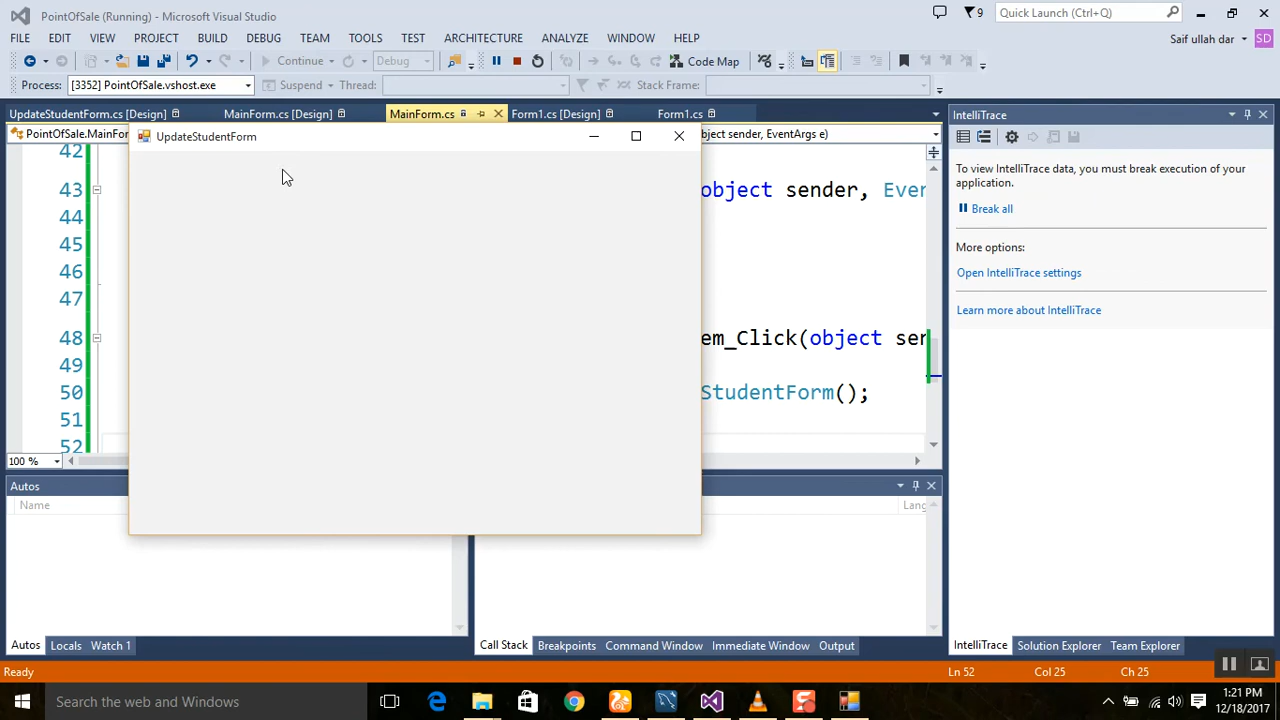 PointOfSale (Running) - Microsoft Visual Studio
9
Quick Launch (Ctrl+Q)
FILE EDIT VIEW PROJECT BUILD DEBUG TEAM TOOLS TEST ARCHITECTURE ANALYZE WINDOW HELP
Saif ullah dar
SD
Continue Debug Code Map
Process: [3352] PointOfSale.vshost.exe Suspend Thread: Stack Frame:
UpdateStudentForm.cs [Design] MainForm.cs [Design] MainForm.cs Form1.cs [Design] Form1.cs
PointOfSale.MainForm
object sender, EventArgs e)
UpdateStudentForm
42
43 object sender, Even
44
45
46
47
48 em_Click(object sen
49
50 StudentForm();
51
52
100 %
IntelliTrace
To view IntelliTrace data, you must break execution of your
application.
Break all
More options:
Open IntelliTrace settings
Learn more about IntelliTrace
Autos
Name
Lang
Autos Locals Watch 1
Call Stack Breakpoints Command Window Immediate Window Output
IntelliTrace Solution Explorer Team Explorer
Ready
Ln 52 Col 25 Ch 25
Search the web and Windows
1:21 PM
12/18/2017